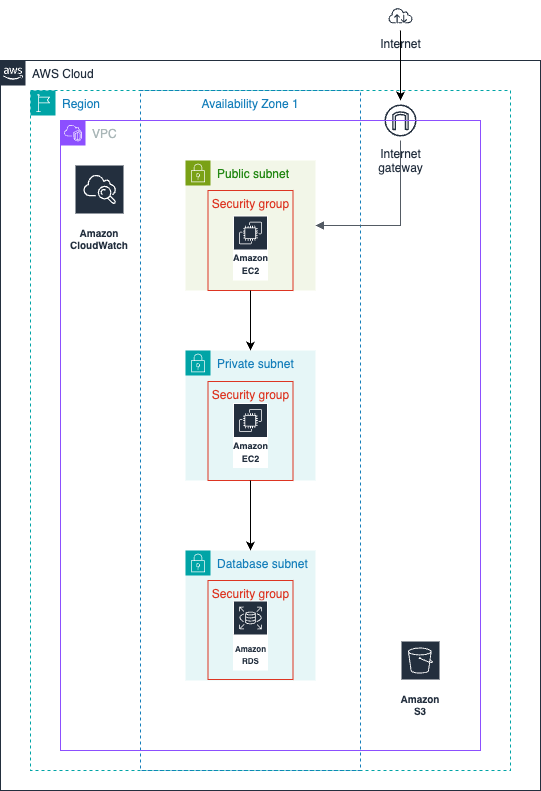 Internet
aws
AWS Cloud
Region
Availability Zone 1
VPC
Internet
gateway
Public subnet
Security group
Amazon
EC2
Amazon
CloudWatch
Private subnet
Security group
Amazon
EC2
Database subnet
Security group
Amazon
RDS
Amazon
S3